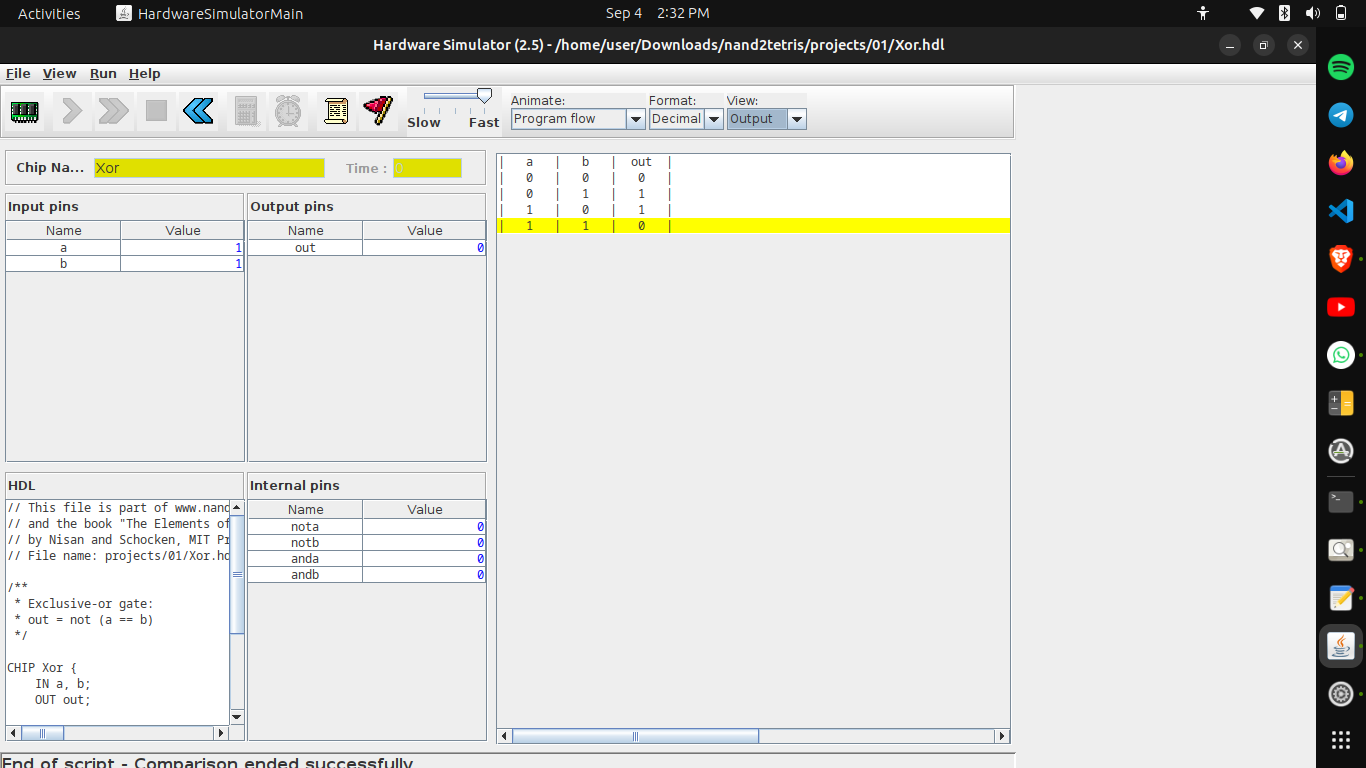 Activities HardwareSimulatorMain Sep 4 2:32 PM
Hardware Simulator (2.5) - /home/user/Downloads/nand2tetris/projects/01/Xor.hdl
File View Run Help
Slow Fast
Animate: Format: View:
Program flow Decimal Output
Chip Na... Xor Time : 0
Input pins
Name Value
a 1
b 1
Output pins
Name Value
out 0
HDL
// This file is part of www.nand
// and the book "The Elements of
// by Nisan and Schocken, MIT Pr
// File name: projects/01/Xor.hd
/**
* Exclusive-or gate:
* out = not (a == b)
*/
CHIP Xor {
IN a, b;
OUT out;
Internal pins
Name Value
nota 0
notb 0
anda 0
andb 0
| a | b | out |
| 0 | 0 | 0 |
| 0 | 1 | 1 |
| 1 | 0 | 1 |
| 1 | 1 | 0 |
End of script - Comparison ended successfully